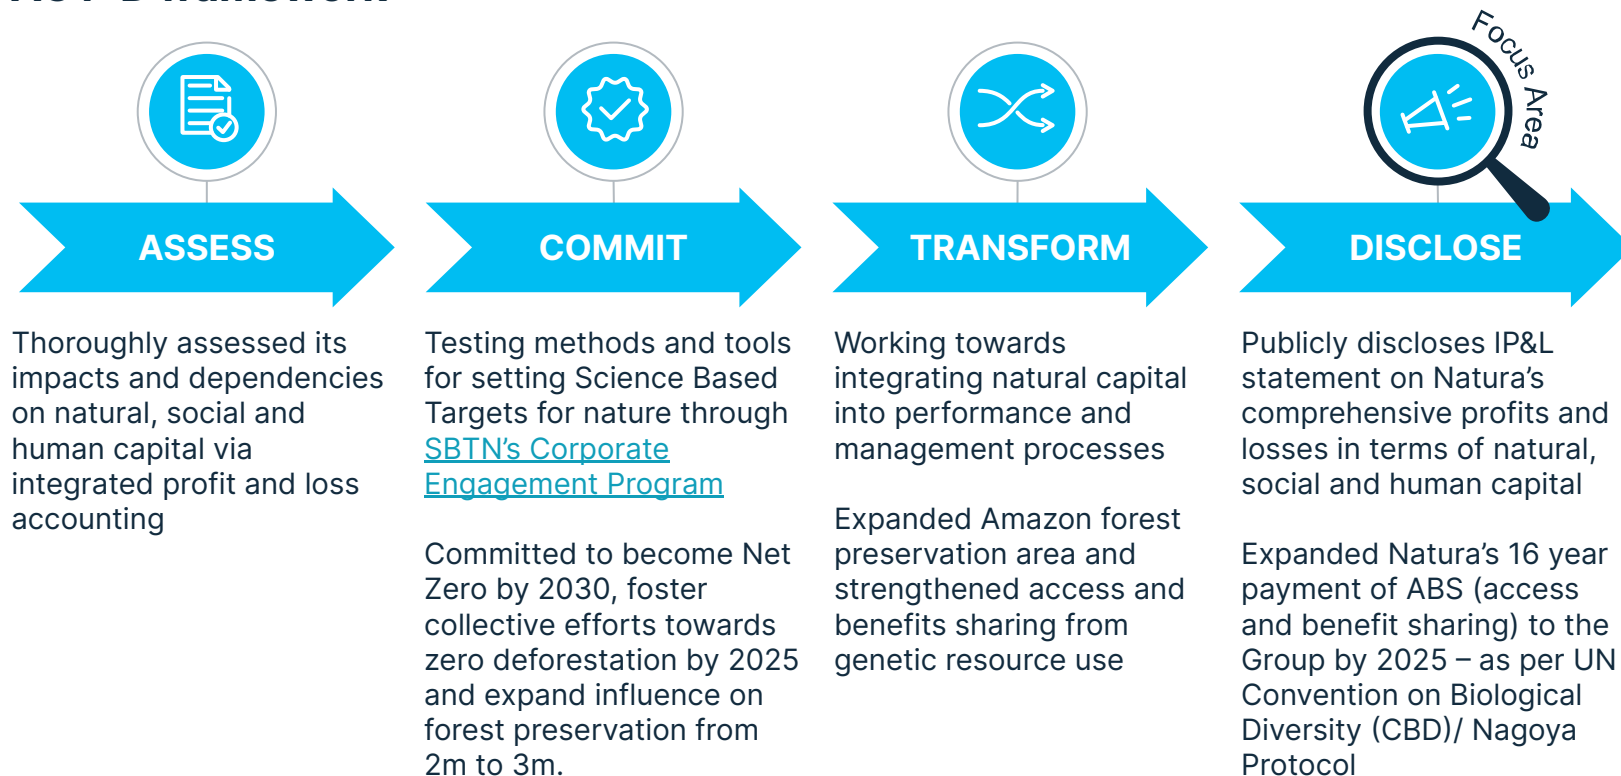 Focus Area
ASSESS
Thoroughly assessed its
impacts and dependencies
on natural, social and
human capital via
integrated profit and loss
accounting
COMMIT
Testing methods and tools
for setting Science Based
Targets for nature through
SBTN's Corporate
Engagement Program
Committed to become Net
Zero by 2030, foster
collective efforts towards
zero deforestation by 2025
and expand influence on
forest preservation from
2m to 3m.
TRANSFORM
Working towards
integrating natural capital
into performance and
management processes
Expanded Amazon forest
preservation area and
strengthened access and
benefits sharing from
genetic resource use
DISCLOSE
Publicly discloses IP&L
statement on Natura's
comprehensive profits and
losses in terms of natural,
social and human capital
Expanded Natura's 16 year
payment of ABS (access
and benefit sharing) to the
Group by 2025 – as per UN
Convention on Biological
Diversity (CBD)/ Nagoya
Protocol